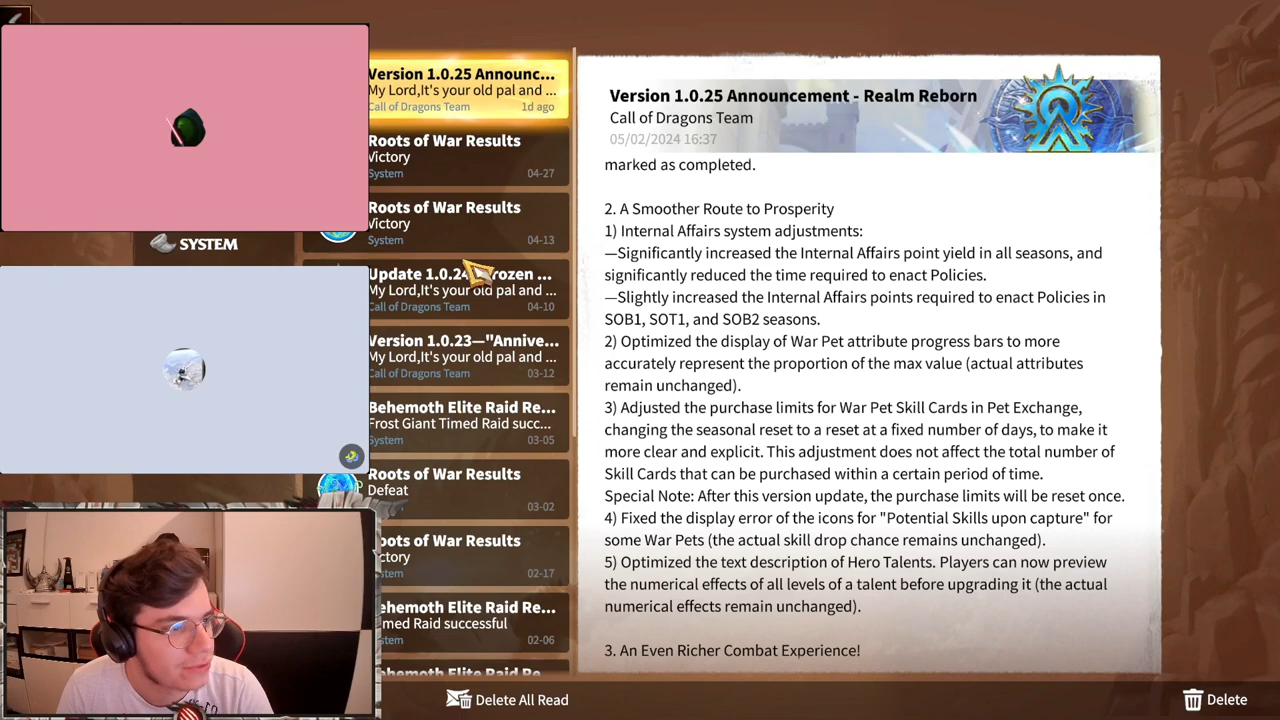 SYSTEM
Version 1.0.25 Announc...
My Lord,It's your old pal and ...
Call of Dragons Team
1d ago
Roots of War Results
Victory
System
04-27
Roots of War Results
Victory
System
04-13
Update 1.0.24 rozen ...
My Lord,It's your old pal and ...
Call of Dragons Team
04-10
Version 1.0.23—"Annive...
My Lord,It's your old pal and ...
Call of Dragons Team
03-12
Behemoth Elite Raid Re...
Frost Giant Timed Raid succ...
System
03-05
Roots of War Results
Defeat
03-02
oots of War Results
ctory
stem
02-17
ehemoth Elite Raid Re...
med Raid successful
stem
02-06
ehemoth Elite Raid Re
Delete All Read
Version 1.0.25 Announcement - Realm Reborn
Call of Dragons Team
05/02/2024 16:37
marked as completed.
2. A Smoother Route to Prosperity
1) Internal Affairs system adjustments:
—Significantly increased the Internal Affairs point yield in all seasons, and
significantly reduced the time required to enact Policies.
—Slightly increased the Internal Affairs points required to enact Policies in
SOB1, SOT1, and SOB2 seasons.
2) Optimized the display of War Pet attribute progress bars to more
accurately represent the proportion of the max value (actual attributes
remain unchanged).
3) Adjusted the purchase limits for War Pet Skill Cards in Pet Exchange,
changing the seasonal reset to a reset at a fixed number of days, to make it
more clear and explicit. This adjustment does not affect the total number of
Skill Cards that can be purchased within a certain period of time.
Special Note: After this version update, the purchase limits will be reset once.
4) Fixed the display error of the icons for "Potential Skills upon capture" for
some War Pets (the actual skill drop chance remains unchanged).
5) Optimized the text description of Hero Talents. Players can now preview
the numerical effects of all levels of a talent before upgrading it (the actual
numerical effects remain unchanged).
3. An Even Richer Combat Experience!
Delete